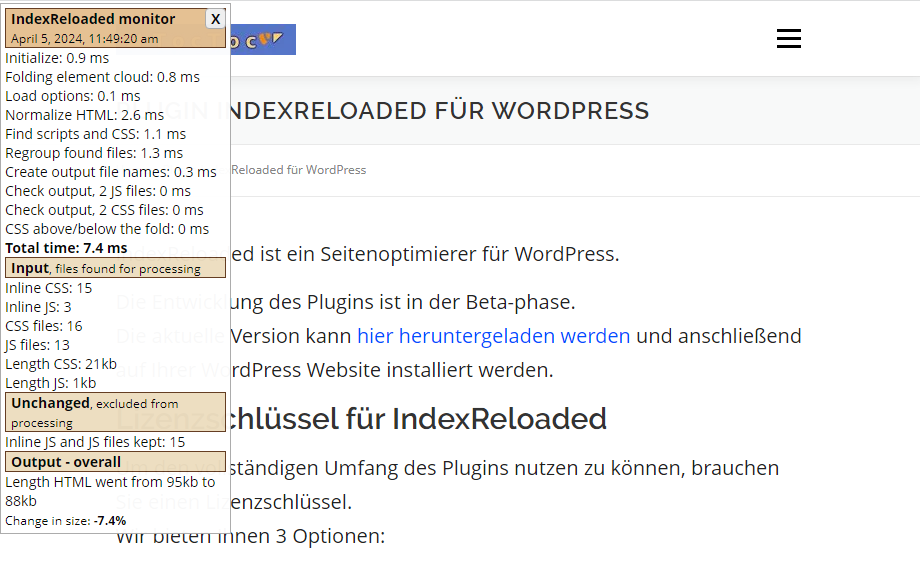 IndexReloaded monitor X
April 5, 2024, 11:49:20 am
Initialize: 0.9 ms
Folding element cloud: 0.8 ms
Load options: 0.1 ms
Normalize HTML: 2.6 ms
Find scripts and CSS: 1.1 ms
Regroup found files: 1.3 ms
Create output file names: 0.3 ms
Check output, 2 JS files: 0 ms
Check output, 2 CSS files: 0 ms
CSS above/below the fold: 0 ms
Total time: 7.4 ms
Input, files found for processing
Inline CSS: 15
Inline JS: 3
CSS files: 16
JS files: 13
Length CSS: 21kb
Length JS: 1kb
Unchanged, excluded from
processing
Inline JS and JS files kept: 15
Output - overall
Length HTML went from 95kb to
88kb
Change in size: -7.4%
PLUGIN INDEXRELOADED FÜR WORDPRESS
Reloaded für WordPress
IndexReloaded ist ein Seitenoptimierer für WordPress.
Die Entwicklung des Plugins ist in der Beta-phase.
Die aktuelle Version kann hier heruntergeladen werden und anschließend
auf Ihrer WordPress Website installiert werden.
Lizenzschlüssel für IndexReloaded
Um den vollständigen Umfang des Plugins nutzen zu können, brauchen
Sie einen Lizenzschlüssel.
Wir bieten Ihnen 3 Optionen: